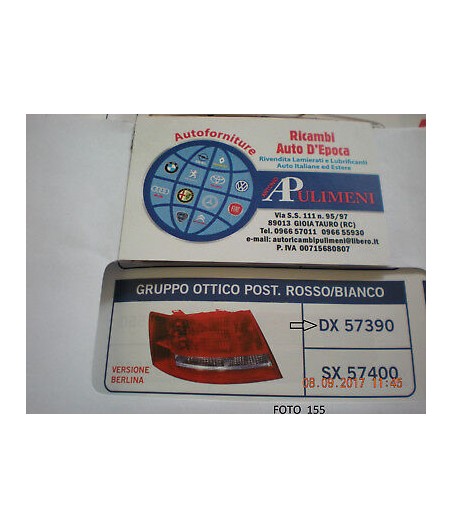 Autoforniture
Ricambi
Auto D'Epoca
Rivendita Lamierati e Lubrificanti
Auto Italiane ed Estere
ANTONIO PULIMENI
Via S.S. 111 n. 95/97
89013 GIOIA TAURO (RC)
Tel. 0966 57011 0966 55930
e-mail: autoricambipulimeni@libero.it
P. IVA 00715680807
GRUPPO OTTICO POST. ROSSO/BIANCO
DX 57390
VERSIONE
BERLINA
SX 57400
08.09.2017 11:45
FOTO 155